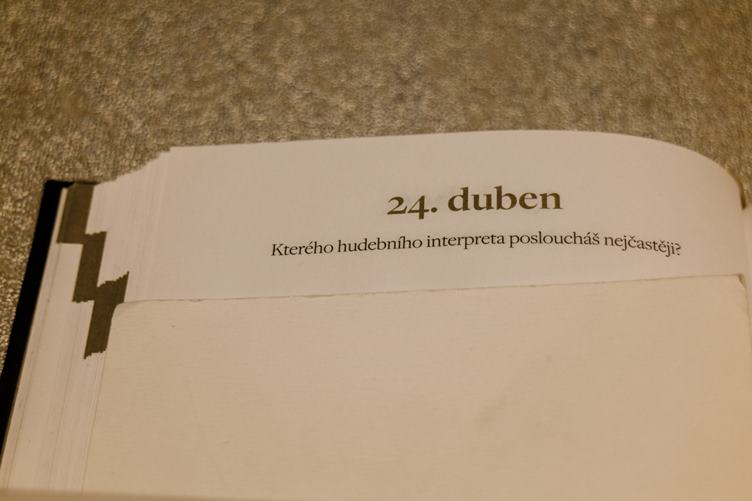 24. duben
Kterého hudebního interpreta posloucháš nejčastěji?